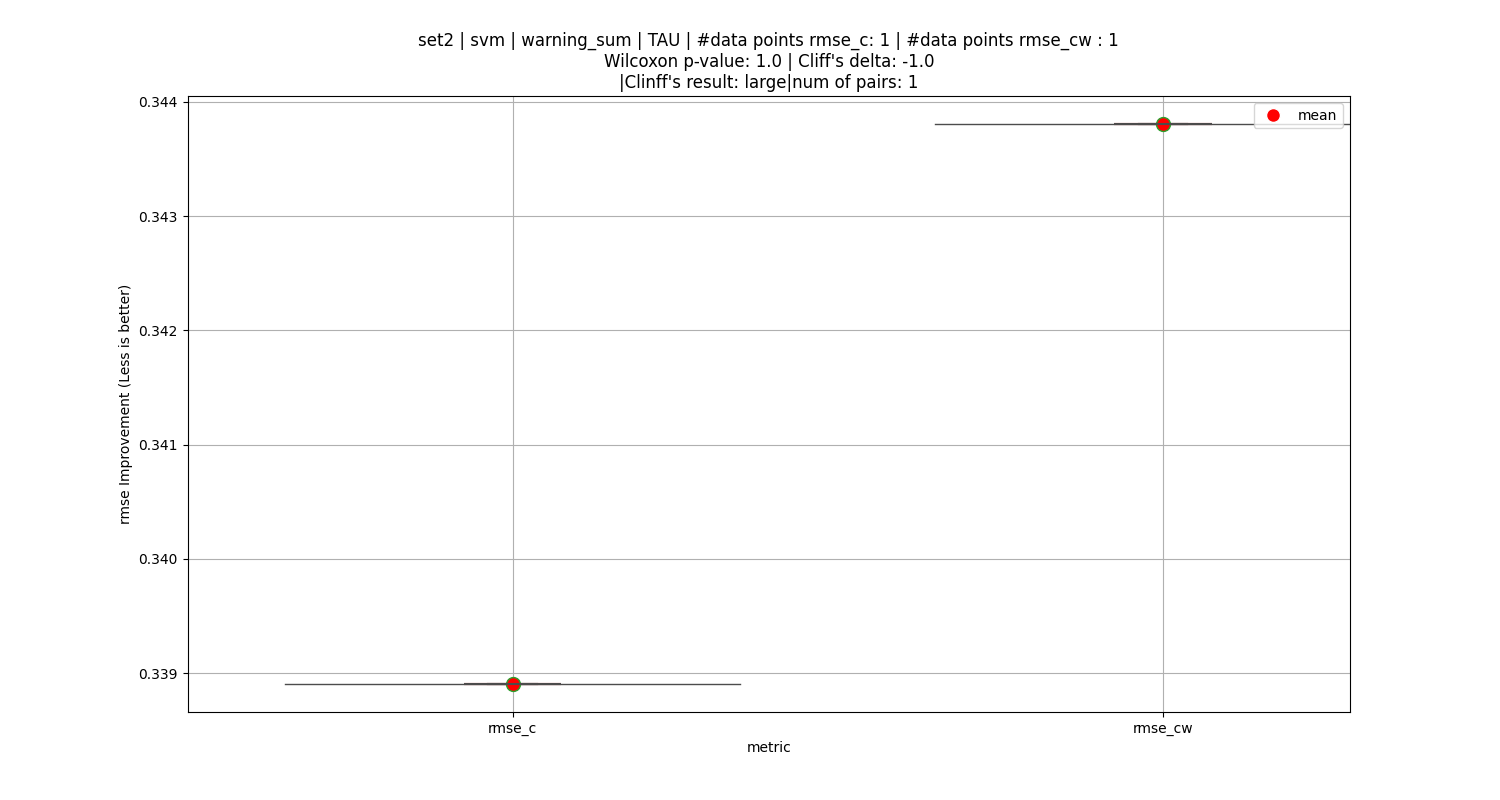 set2 | svm | warning_sum | TAU | #data points rmse_c: 1 | #data points rmse_cw : 1
Wilcoxon p-value: 1.0 | Cliff's delta: -1.0
|Clinff's result: large|num of pairs: 1
mean
0.344
0.343
0.342
0.341
0.340
0.339
rmse Improvement (Less is better)
rmse_c
rmse_cw
metric